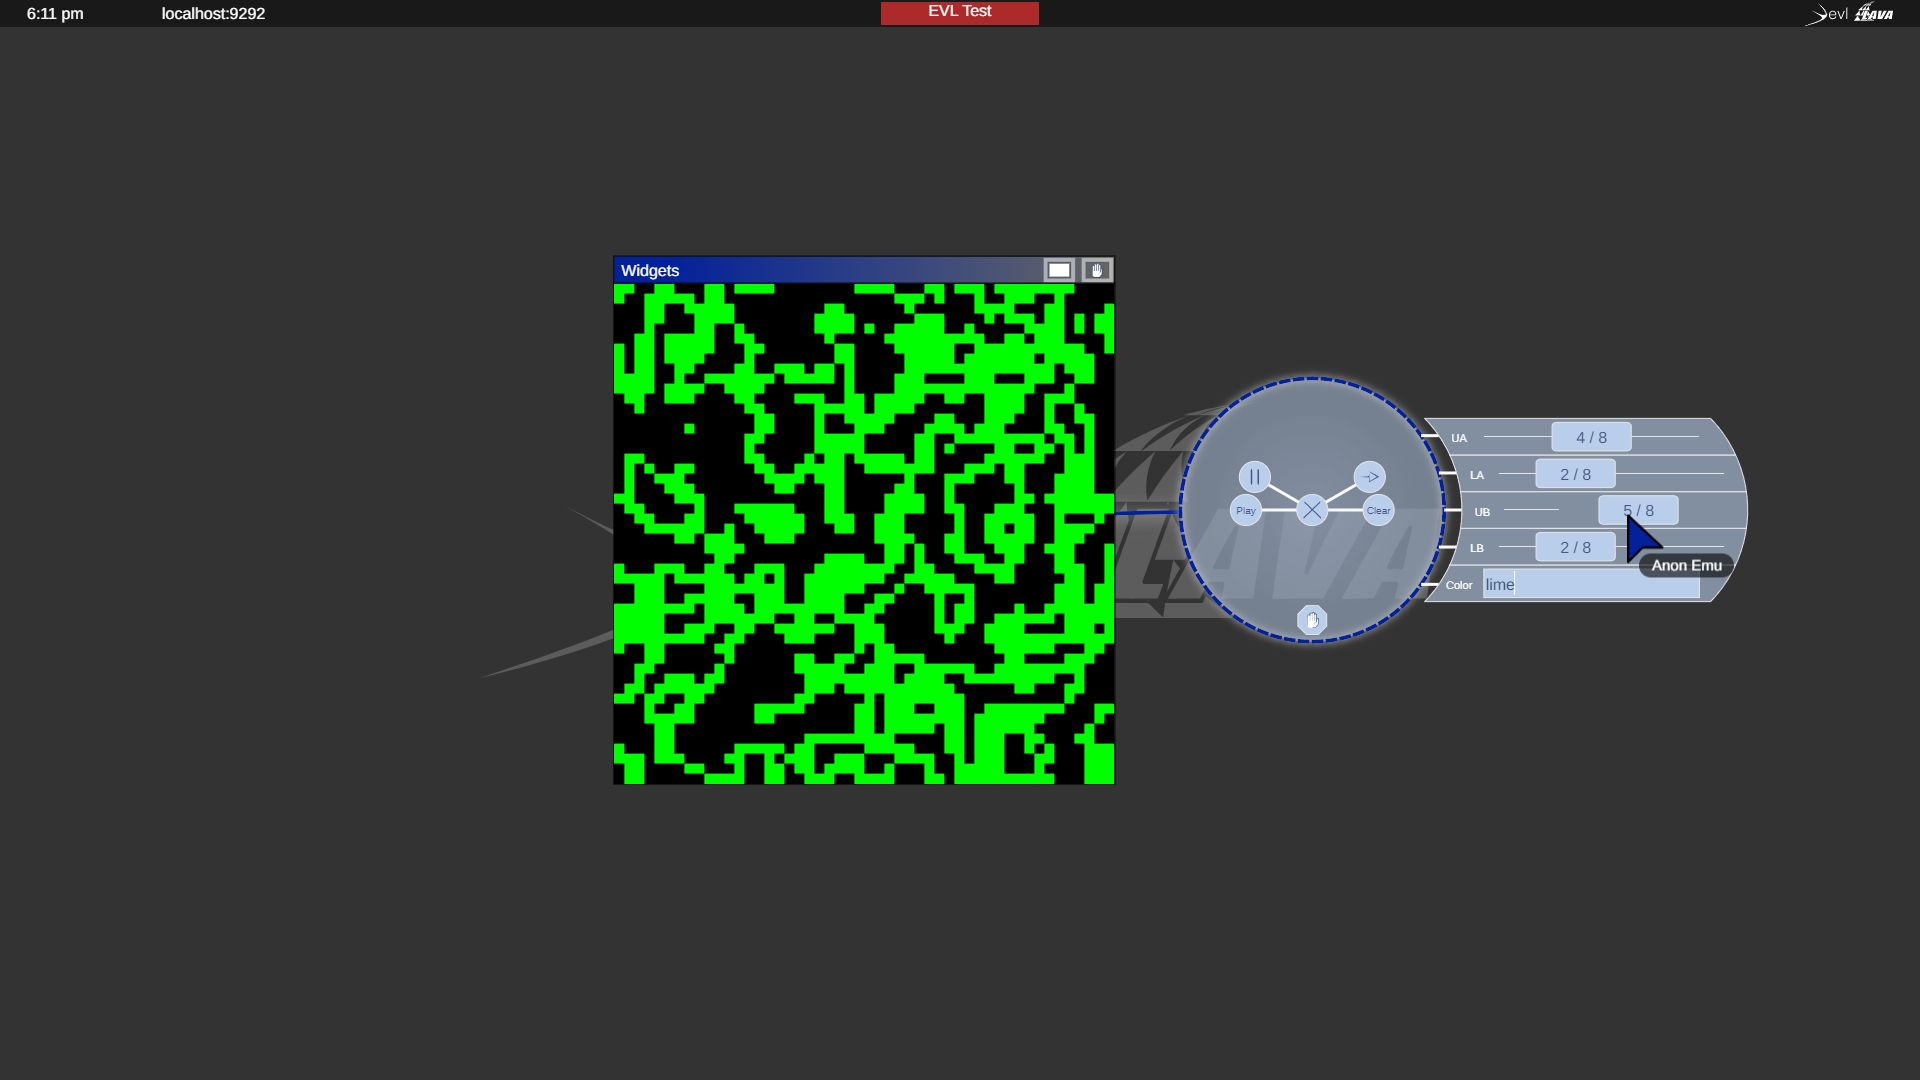 6:11 pm
localhost:9292
EVL Test
evl LAVA
Widgets
UA 4 / 8
LA 2 / 8
UB 5 / 8
LB 2 / 8
Color lime
Play
Clear
Anon Emu
LAVA